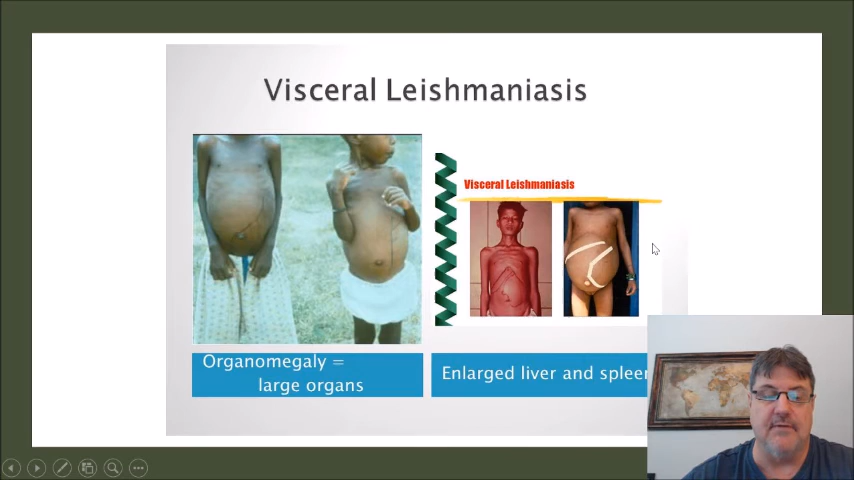 Visceral Leishmaniasis
Visceral Leishmaniasis
Organomegaly =
large organs
Enlarged liver and spleen